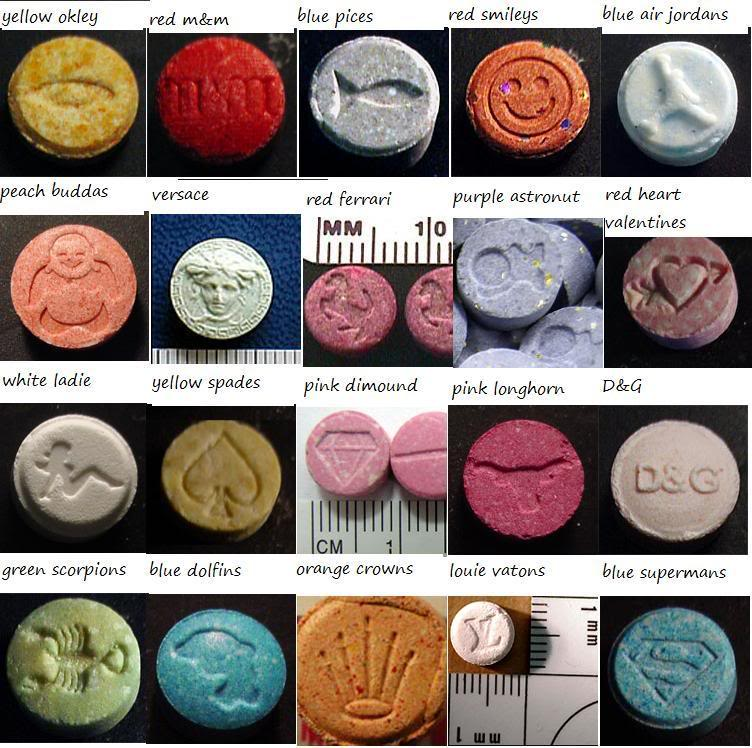 yellow okley
red m&m
blue pices
red smileys
blue air jordans
m&m
peach buddas
versace
red ferrari
purple astronut
red heart
valentines
MM 10
white ladie
yellow spades
pink dimound
pink longhorn
D&G
D&G
CM 1
green scorpions
blue dolfins
orange crowns
louie vatons
blue supermans
LV
1 mm
1 mm
S